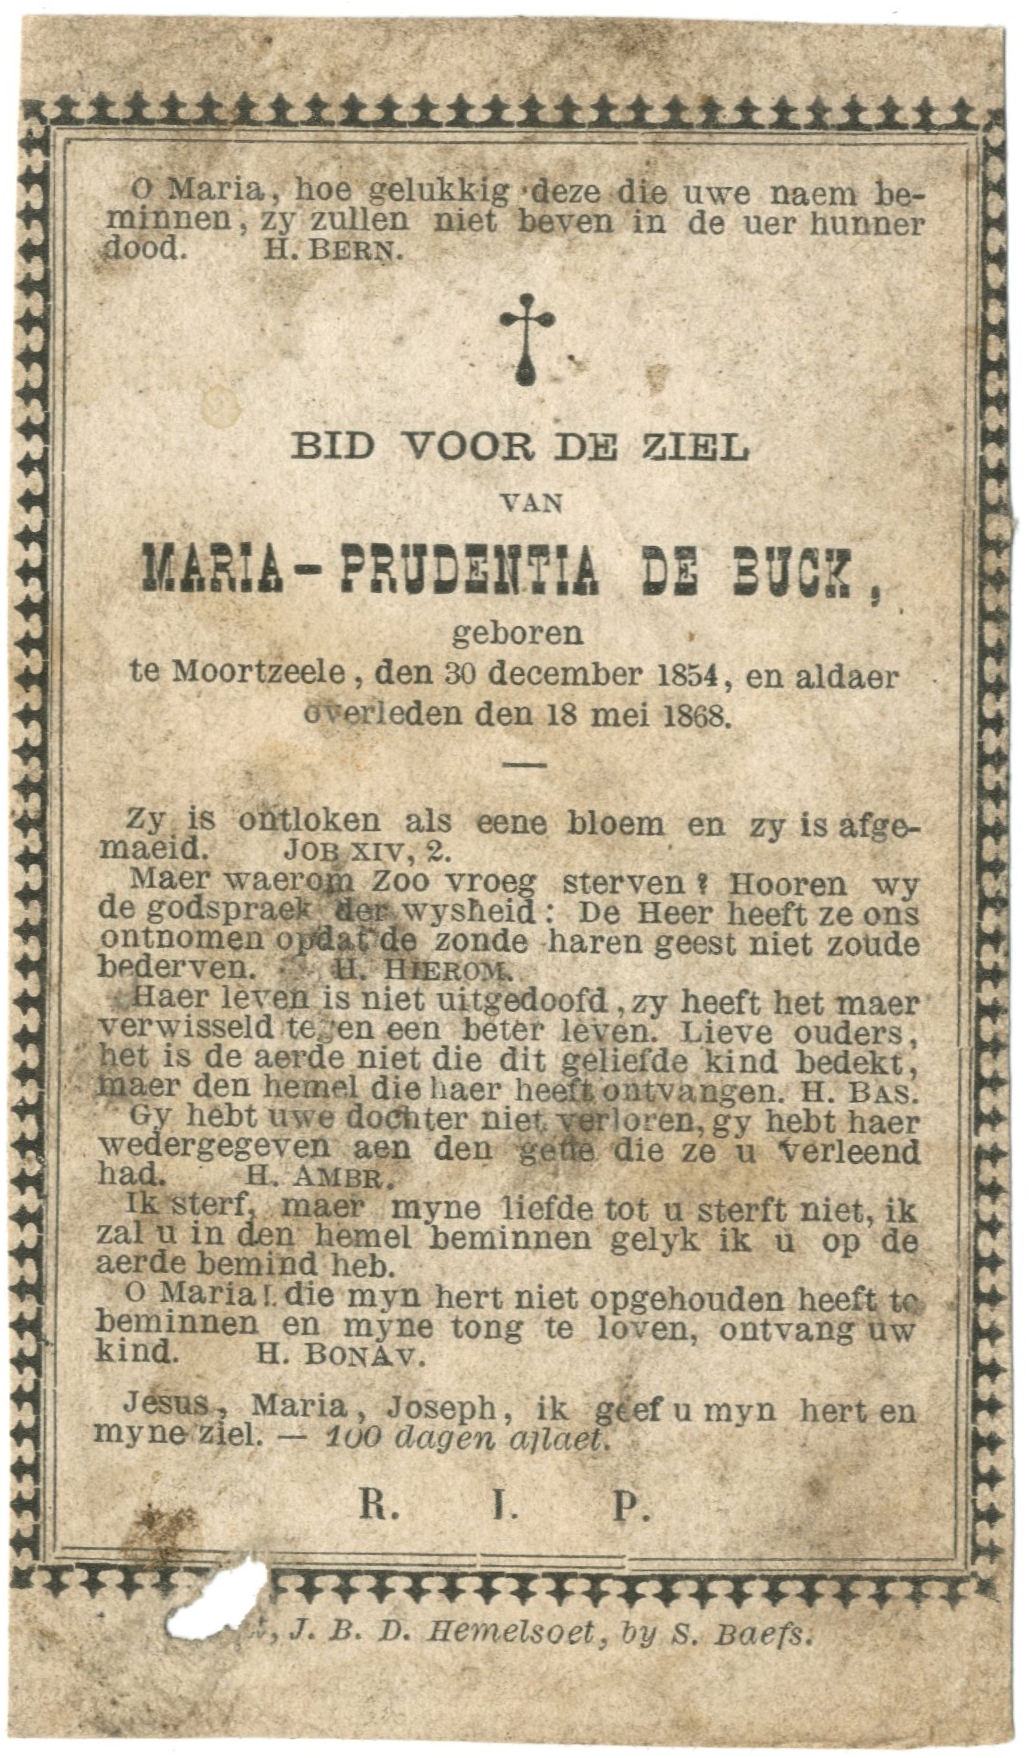 O Maria, hoe gelukkig deze die uwe naem be-
minnen, zy zullen niet beven in de uer hunner
dood. H. BERN.
BID VOOR DE ZIEL
VAN
MARIA-PRUDENTIA DE BUCK,
geboren
te Moortzeele, den 30 december 1854, en aldaer
overleden den 18 mei 1868.
Zy is ontloken als eene bloem en zy is afge-
maeid. JOB XIV, 2.
Maer waerom zoo vroeg sterven? Hooren wy
de godspraek der wysheid: De Heer heeft ze ons
ontnomen opdat de zonde haren geest niet zoude
bederven. H. HIEROM.
Haer leven is niet uitgedoofd, zy heeft het maer
verwisseld tegen een beter leven. Lieve ouders,
het is de aerde niet die dit geliefde kind bedekt,
maer den hemel die haer heeft ontvangen. H. BAS.
Gy hebt uwe dochter niet verloren, gy hebt haer
wedergegeven aen den gene die ze u verleend
had. H. AMBR.
Ik sterf, maer myne liefde tot u sterft niet, ik
zal u in den hemel beminnen gelyk ik u op de
aerde bemind heb.
O Maria! die myn hert niet opgehouden heeft te
beminnen en myne tong te loven, ontvang uw
kind. H. BONAV.
Jesus, Maria, Joseph, ik geef u myn hert en
myne ziel. — 100 dagen aflaet.
R. I. P.
J. B. D. Hemelsoet, by S. Baefs.